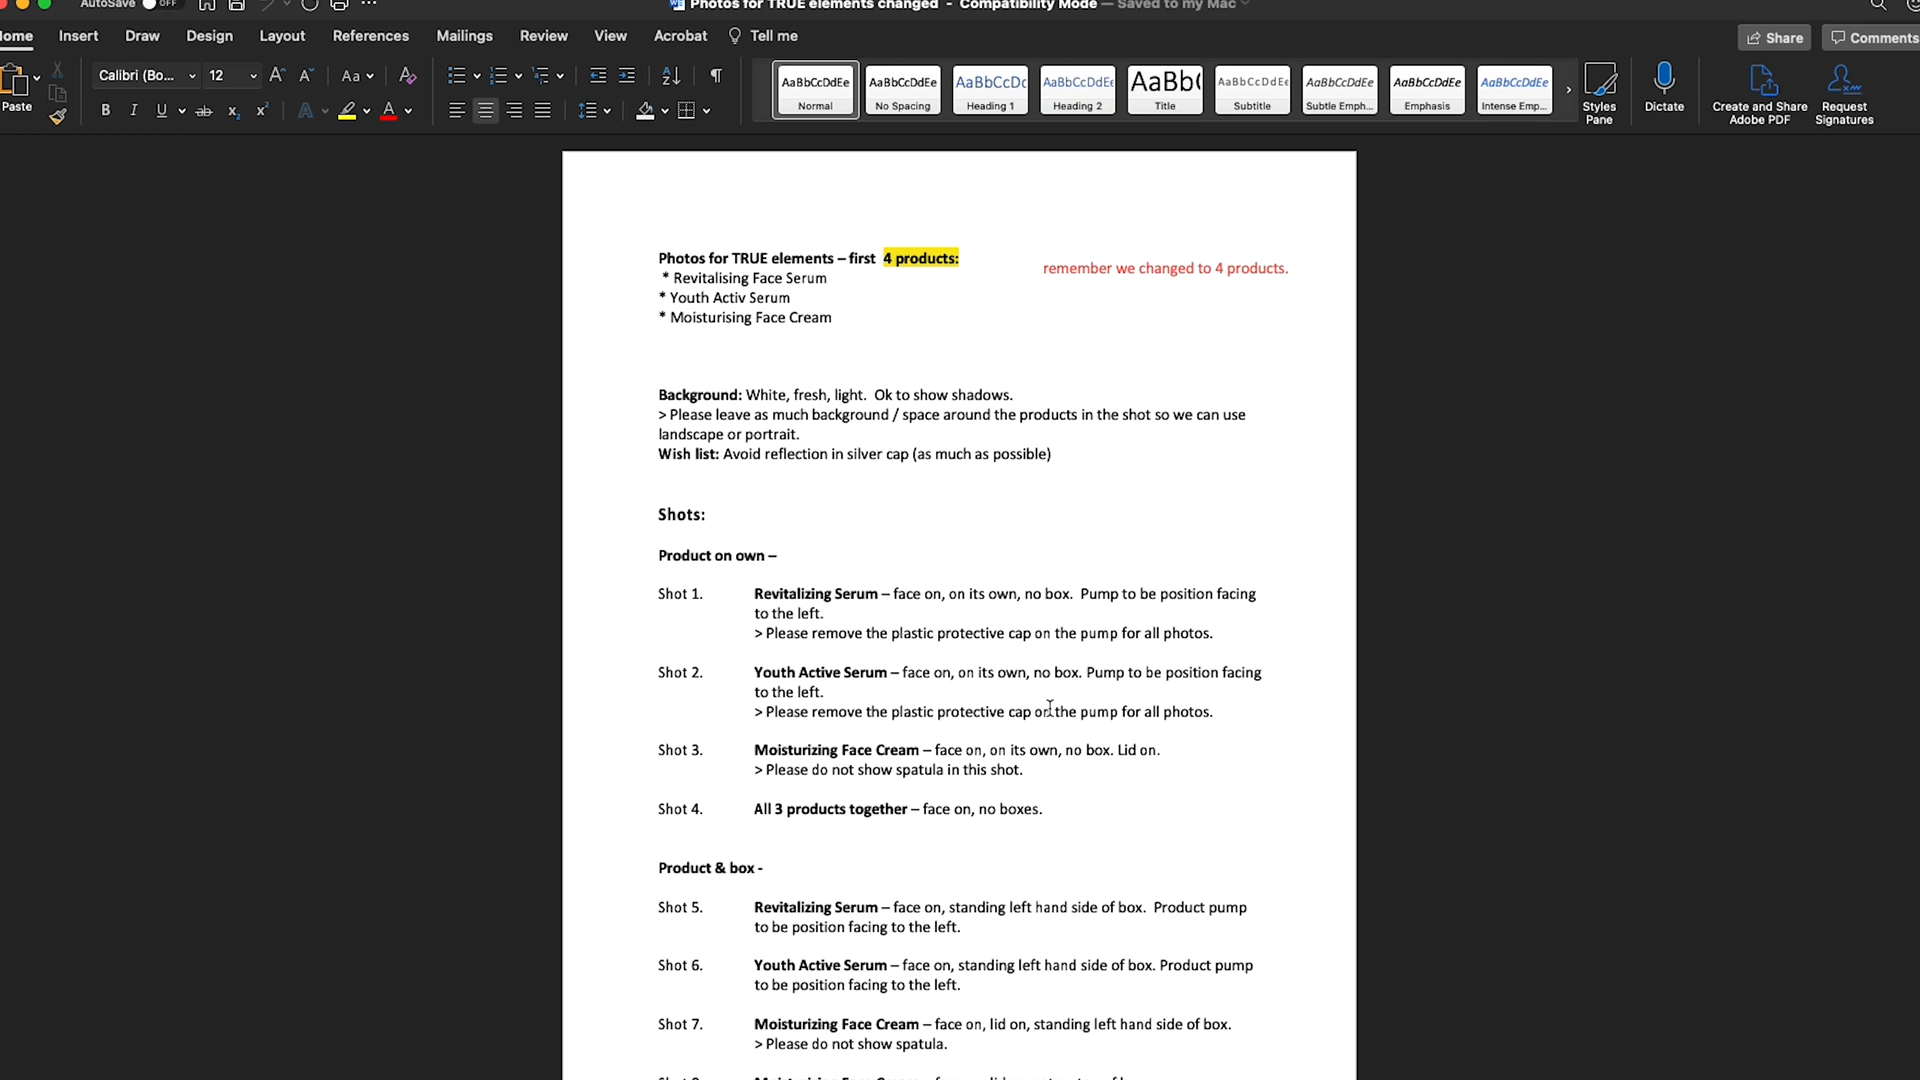 AutoSave OFF
Photos for TRUE elements changed - Compatibility Mode — Saved to my Mac
Home Insert Draw Design Layout References Mailings Review View Acrobat Tell me
Share Comments
Paste
Calibri (Bo... 12
AaBbCcDdEe AaBbCcDdEe AaBbCcDc AaBbCcDdEe AaBb( AaBbCcDdEe AaBbCcDdEe AaBbCcDdEe AaBbCcDdEe
Normal No Spacing Heading 1 Heading 2 Title Subtitle Subtle Emph... Emphasis Intense Emp...
Styles Pane
Dictate
Create and Share Adobe PDF
Request Signatures
Photos for TRUE elements – first 4 products:
remember we changed to 4 products.
* Revitalising Face Serum
* Youth Activ Serum
* Moisturising Face Cream
Background: White, fresh, light. Ok to show shadows.
> Please leave as much background / space around the products in the shot so we can use
landscape or portrait.
Wish list: Avoid reflection in silver cap (as much as possible)
Shots:
Product on own –
Shot 1. Revitalizing Serum – face on, on its own, no box. Pump to be position facing
to the left.
> Please remove the plastic protective cap on the pump for all photos.
Shot 2. Youth Active Serum – face on, on its own, no box. Pump to be position facing
to the left.
> Please remove the plastic protective cap on the pump for all photos.
Shot 3. Moisturizing Face Cream – face on, on its own, no box. Lid on.
> Please do not show spatula in this shot.
Shot 4. All 3 products together – face on, no boxes.
Product & box -
Shot 5. Revitalizing Serum – face on, standing left hand side of box. Product pump
to be position facing to the left.
Shot 6. Youth Active Serum – face on, standing left hand side of box. Product pump
to be position facing to the left.
Shot 7. Moisturizing Face Cream – face on, lid on, standing left hand side of box.
> Please do not show spatula.